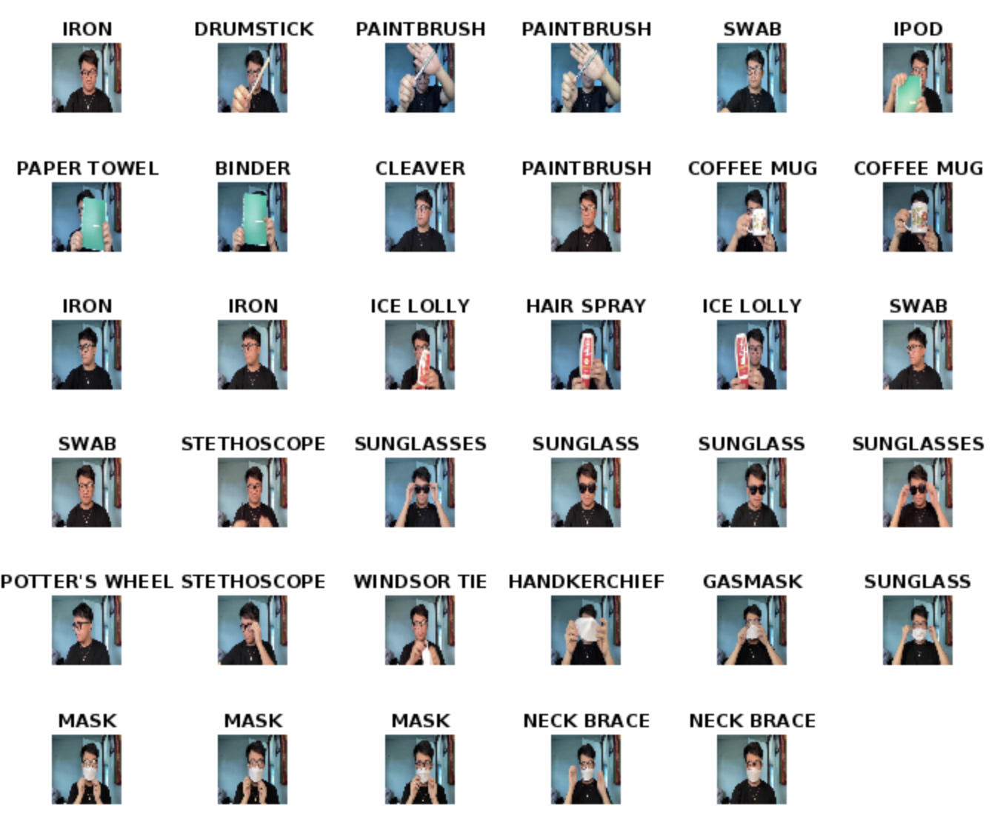 IRON DRUMSTICK PAINTBRUSH PAINTBRUSH SWAB IPOD
PAPER TOWEL BINDER CLEAVER PAINTBRUSH COFFEE MUG COFFEE MUG
IRON IRON ICE LOLLY HAIR SPRAY ICE LOLLY SWAB
SWAB STETHOSCOPE SUNGLASSES SUNGLASS SUNGLASS SUNGLASSES
POTTER'S WHEEL STETHOSCOPE WINDSOR TIE HANDKERCHIEF GASMASK SUNGLASS
MASK MASK MASK NECK BRACE NECK BRACE